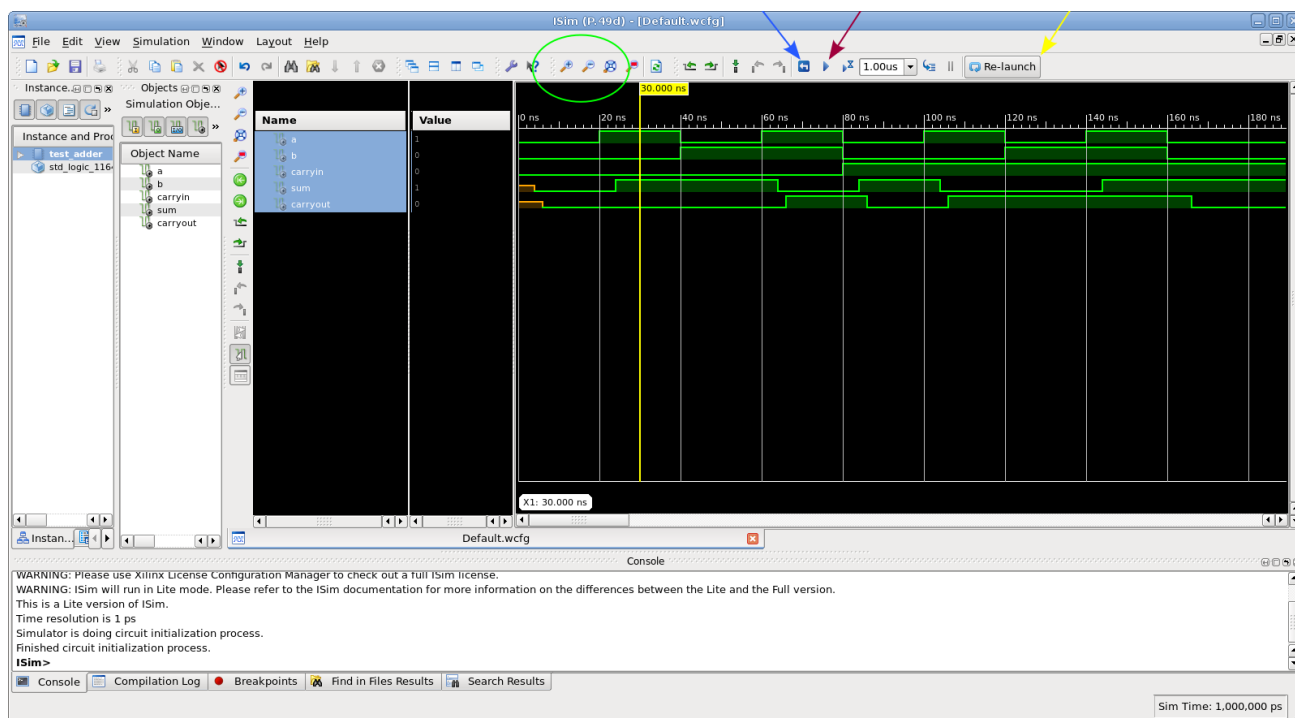 ISim (P.49d) - [Default.wcfg]
File Edit View Simulation Window Layout Help
1.00us
Re-launch
Instance...
Objects
Simulation Obje...
Instance and Proc
test_adder
std_logic_116
Object Name
a
b
carryin
sum
carryout
Name
a
b
carryin
sum
carryout
Value
1
0
0
1
0
30.000 ns
0 ns 20 ns 40 ns 60 ns 80 ns 100 ns 120 ns 140 ns 160 ns 180 ns
X1: 30.000 ns
Instan...
Default.wcfg
Console
WARNING: Please use Xilinx License Configuration Manager to check out a full ISim license.
WARNING: ISim will run in Lite mode. Please refer to the ISim documentation for more information on the differences between the Lite and the Full version.
This is a Lite version of ISim.
Time resolution is 1 ps
Simulator is doing circuit initialization process.
Finished circuit initialization process.
ISim>
Console Compilation Log Breakpoints Find in Files Results Search Results
Sim Time: 1,000,000 ps